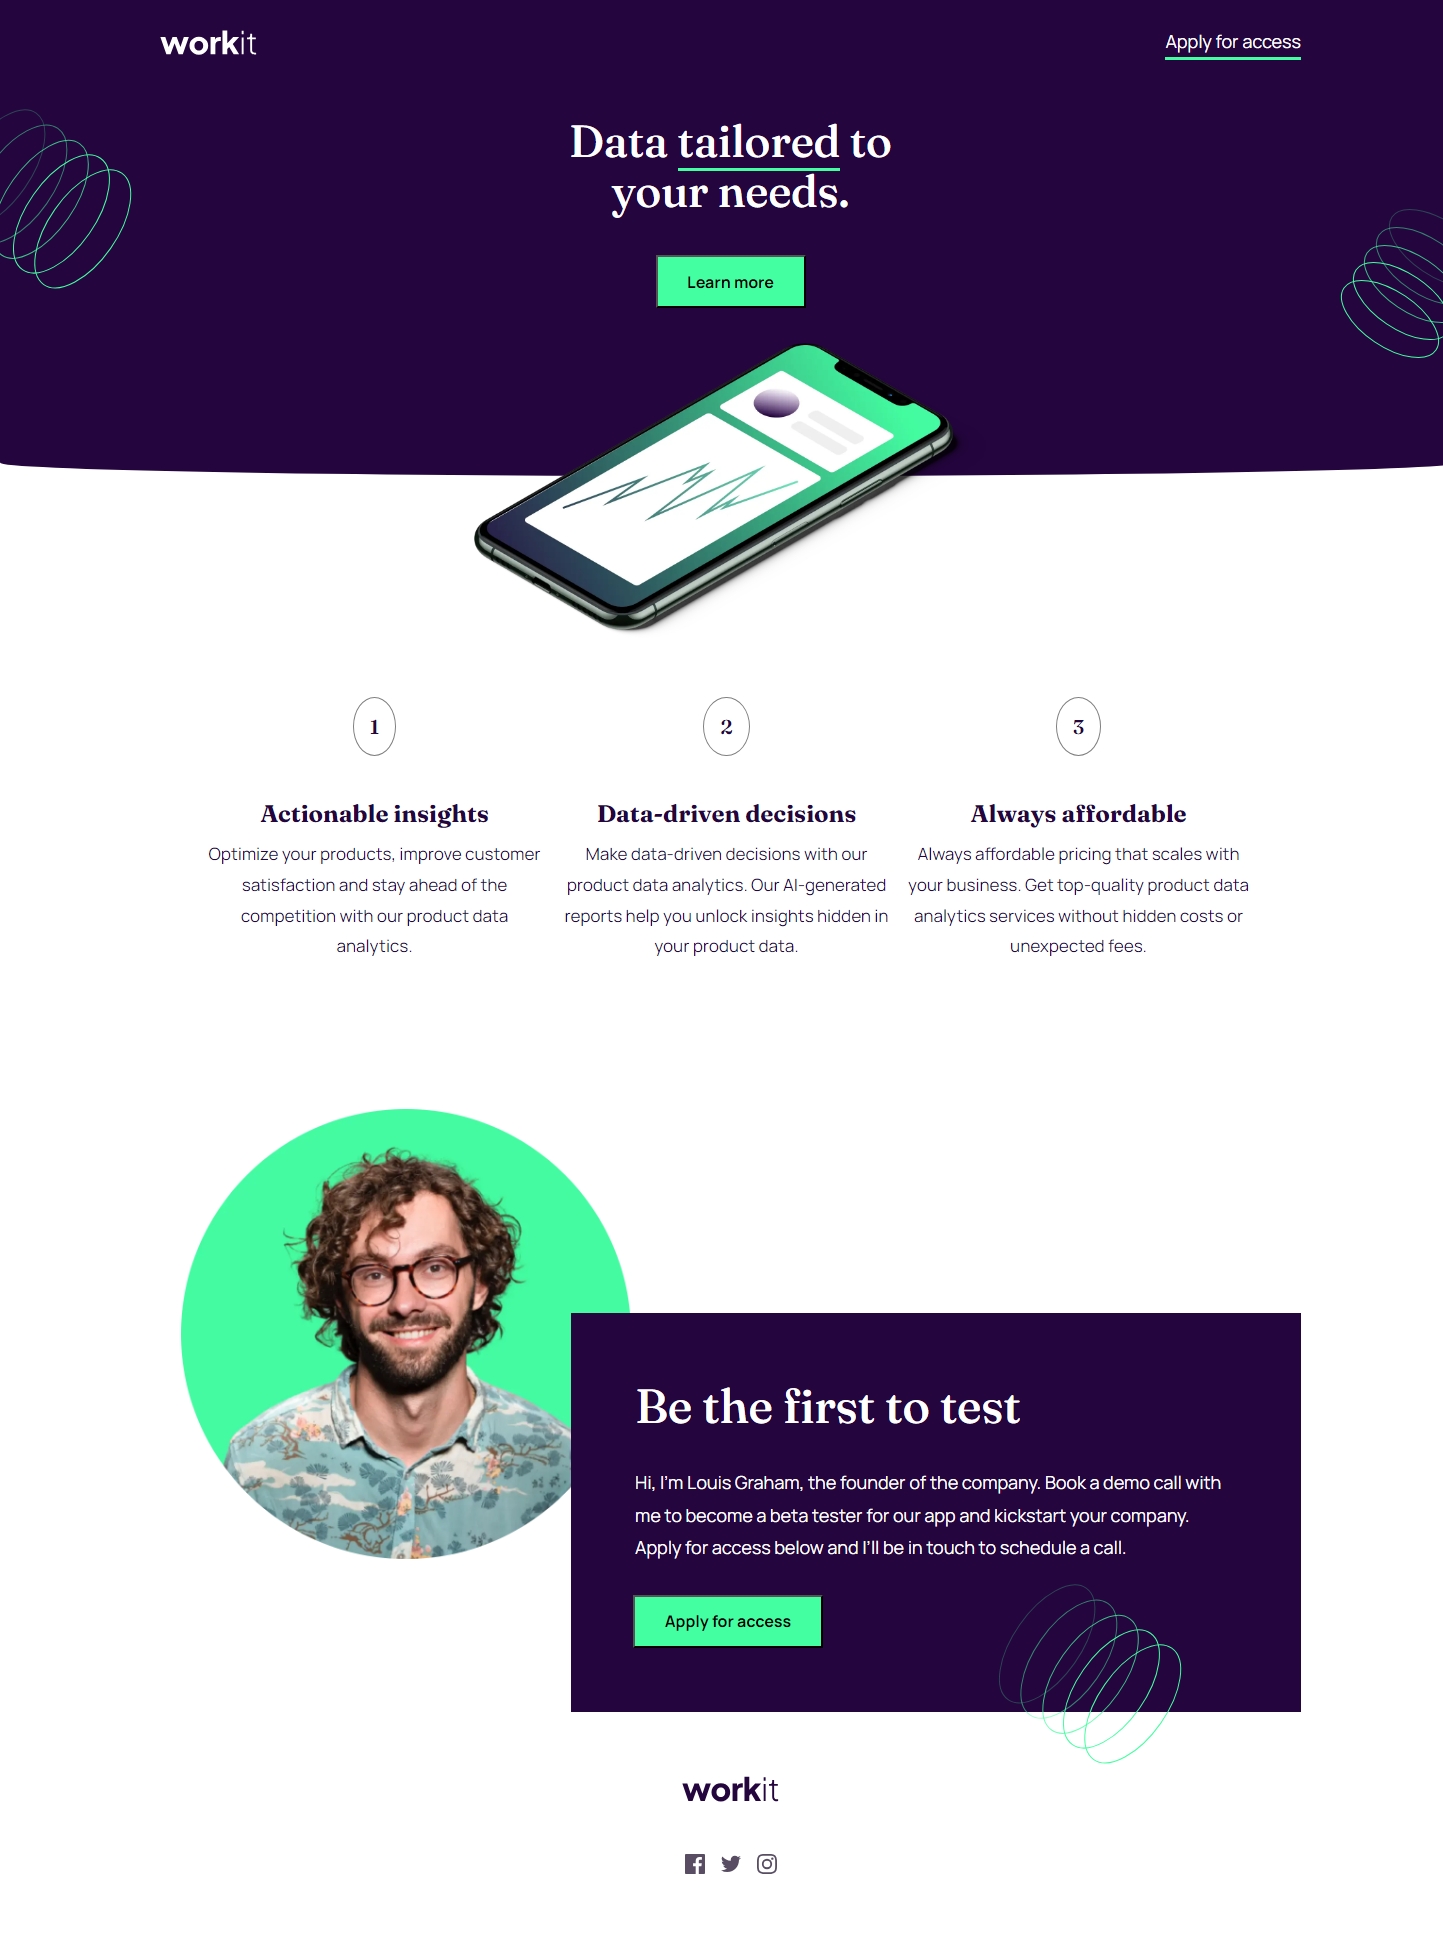 workit
Apply for access
Data tailored to
your needs.
Learn more
1
Actionable insights
Optimize your products, improve customer
satisfaction and stay ahead of the
competition with our product data
analytics.
2
Data-driven decisions
Make data-driven decisions with our
product data analytics. Our AI-generated
reports help you unlock insights hidden in
your product data.
3
Always affordable
Always affordable pricing that scales with
your business. Get top-quality product data
analytics services without hidden costs or
unexpected fees.
Be the first to test
Hi, I'm Louis Graham, the founder of the company. Book a demo call with
me to become a beta tester for our app and kickstart your company.
Apply for access below and I'll be in touch to schedule a call.
Apply for access
workit